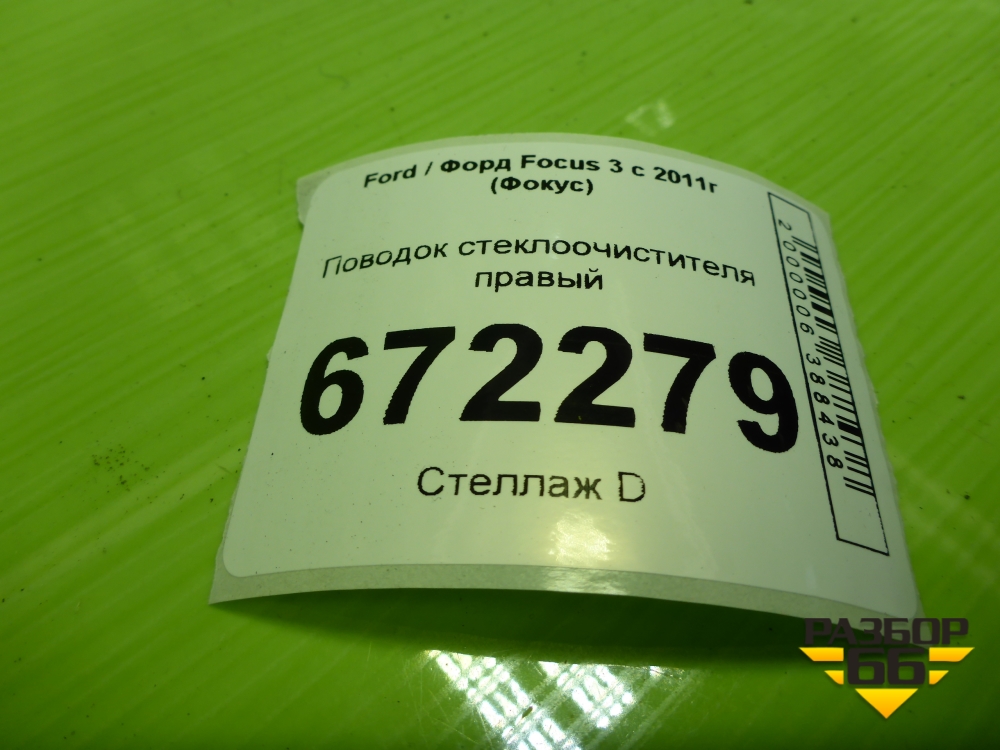 Ford / Форд Focus 3 с 2011г
(Фокус)
Поводок стеклоочистителя
правый
672279
Стеллаж D
2000006388438
РАЗБОР
66